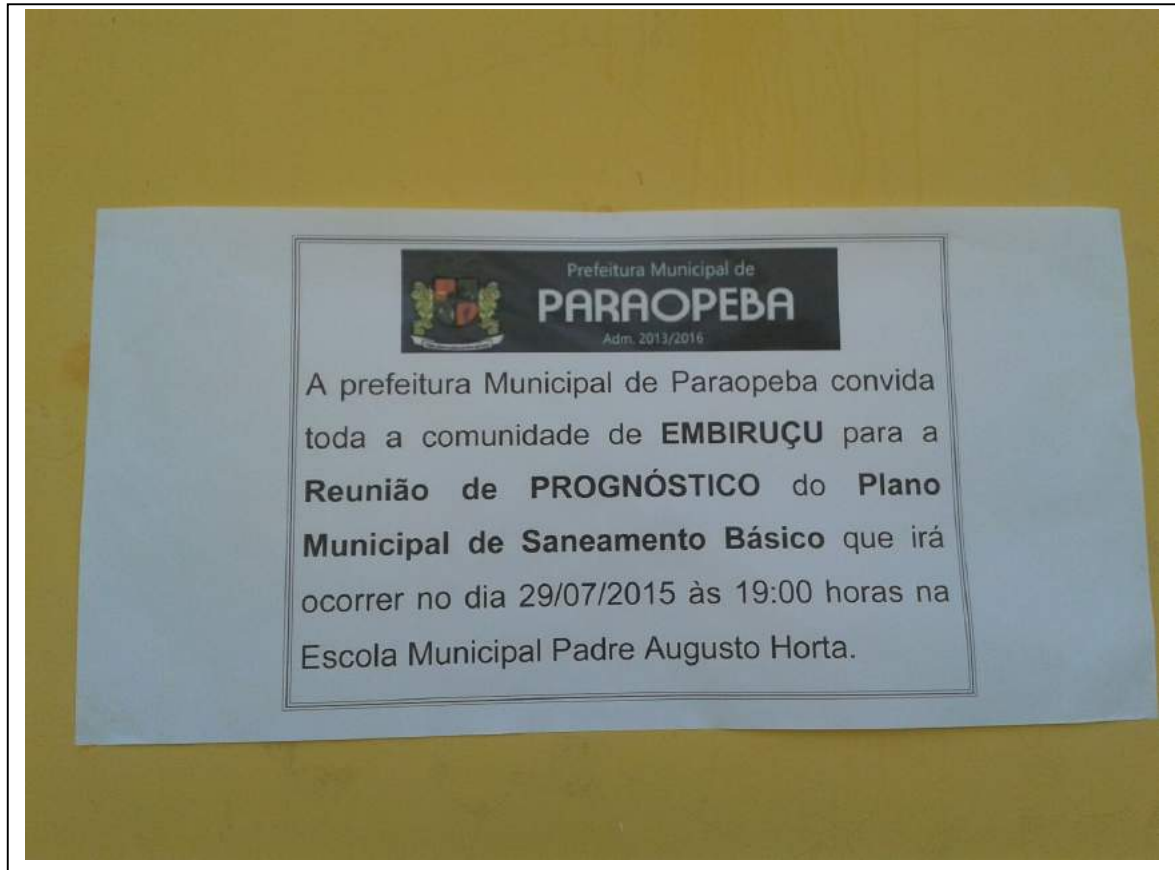 Prefeitura Municipal de
PARAOPEBA
Adm. 2013/2016
A prefeitura Municipal de Paraopeba convida
toda a comunidade de EMBIRUÇU para a
Reunião de PROGNÓSTICO do Plano
Municipal de Saneamento Básico que irá
ocorrer no dia 29/07/2015 às 19:00 horas na
Escola Municipal Padre Augusto Horta.